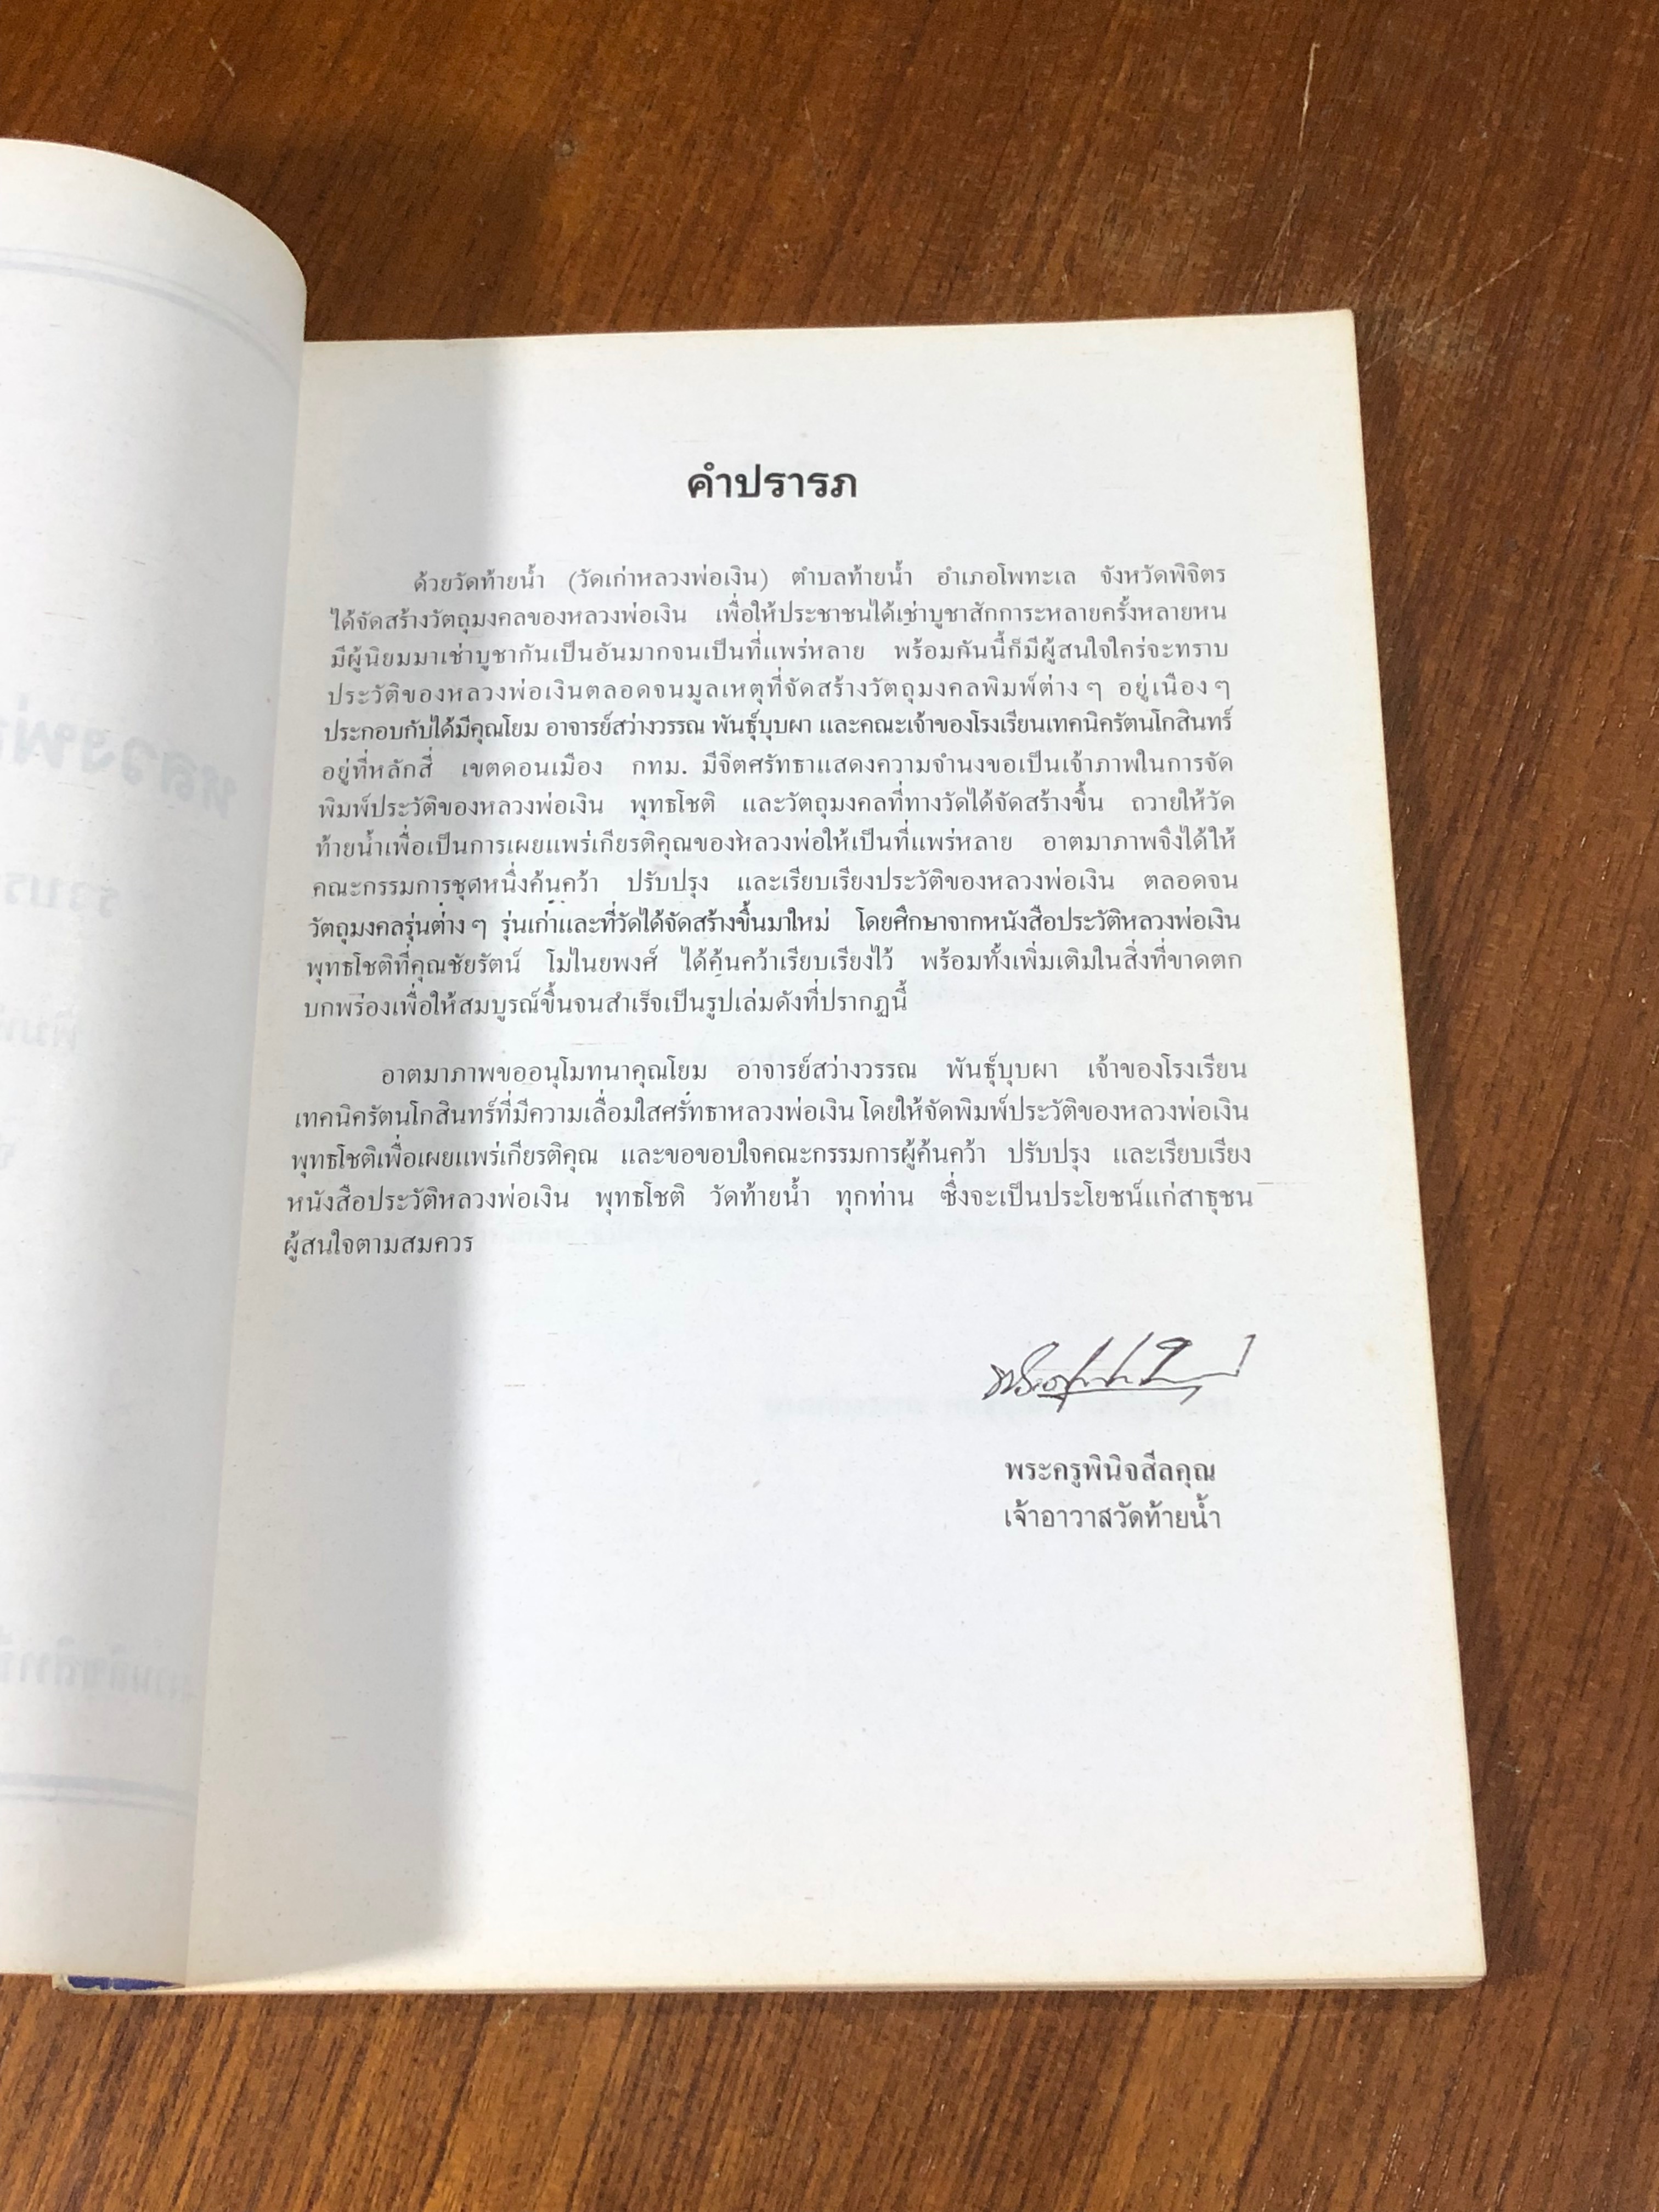 คำปรารภ
ด้วยวัดท้ายน้ำ (วัดเก่าหลวงพ่อเงิน) ตำบลท้ายน้ำ อำเภอโพทะเล จังหวัดพิจิตร
ได้จัดสร้างวัตถุมงคลของหลวงพ่อเงิน เพื่อให้ประชาชนได้เช่าบูชาสักการะหลายครั้งหลายหน
มีผู้นิยมมาเช่าบูชากันเป็นอันมากจนเป็นที่แพร่หลาย พร้อมกันนี้ก็มีผู้สนใจใคร่จะทราบ
ประวัติของหลวงพ่อเงินตลอดจนมูลเหตุที่จัดสร้างวัตถุมงคลพิมพ์ต่าง ๆ อยู่เนือง ๆ
ประกอบกับได้มีคุณโยม อาจารย์สว่างวรรณ พันธุ์บุบผา และคณะเจ้าของโรงเรียนเทคนิครัตนโกสินทร์
อยู่ที่หลักสี่ เขตดอนเมือง กทม. มีจิตศรัทธาแสดงความจำนงขอเป็นเจ้าภาพในการจัด
พิมพ์ประวัติของหลวงพ่อเงิน พุทธโชติ และวัตถุมงคลที่ทางวัดได้จัดสร้างขึ้น ถวายให้วัด
ท้ายน้ำเพื่อเป็นการเผยแพร่เกียรติคุณของหลวงพ่อให้เป็นที่แพร่หลาย อาตมาภาพจึงได้ให้
คณะกรรมการชุดหนึ่งค้นคว้า ปรับปรุง และเรียบเรียงประวัติของหลวงพ่อเงิน ตลอดจน
วัตถุมงคลรุ่นต่าง ๆ รุ่นเก่าและที่วัดได้จัดสร้างขึ้นมาใหม่ โดยศึกษาจากหนังสือประวัติหลวงพ่อเงิน
พุทธโชติที่คุณชัยรัตน์ โมไนยพงศ์ ได้ค้นคว้าเรียบเรียงไว้ พร้อมทั้งเพิ่มเติมในสิ่งที่ขาดตก
บกพร่องเพื่อให้สมบูรณ์ขึ้นจนสำเร็จเป็นรูปเล่มดังที่ปรากฏนี้
อาตมาภาพขออนุโมทนาคุณโยม อาจารย์สว่างวรรณ พันธุ์บุบผา เจ้าของโรงเรียน
เทคนิครัตนโกสินทร์ที่มีความเลื่อมใสศรัทธาหลวงพ่อเงิน โดยให้จัดพิมพ์ประวัติของหลวงพ่อเงิน
พุทธโชติเพื่อเผยแพร่เกียรติคุณ และขอขอบใจคณะกรรมการผู้ค้นคว้า ปรับปรุง และเรียบเรียง
หนังสือประวัติหลวงพ่อเงิน พุทธโชติ วัดท้ายน้ำ ทุกท่าน ซึ่งจะเป็นประโยชน์แก่สาธุชน
ผู้สนใจตามสมควร
พระครูพินิจสีลคุณ
เจ้าอาวาสวัดท้ายน้ำ